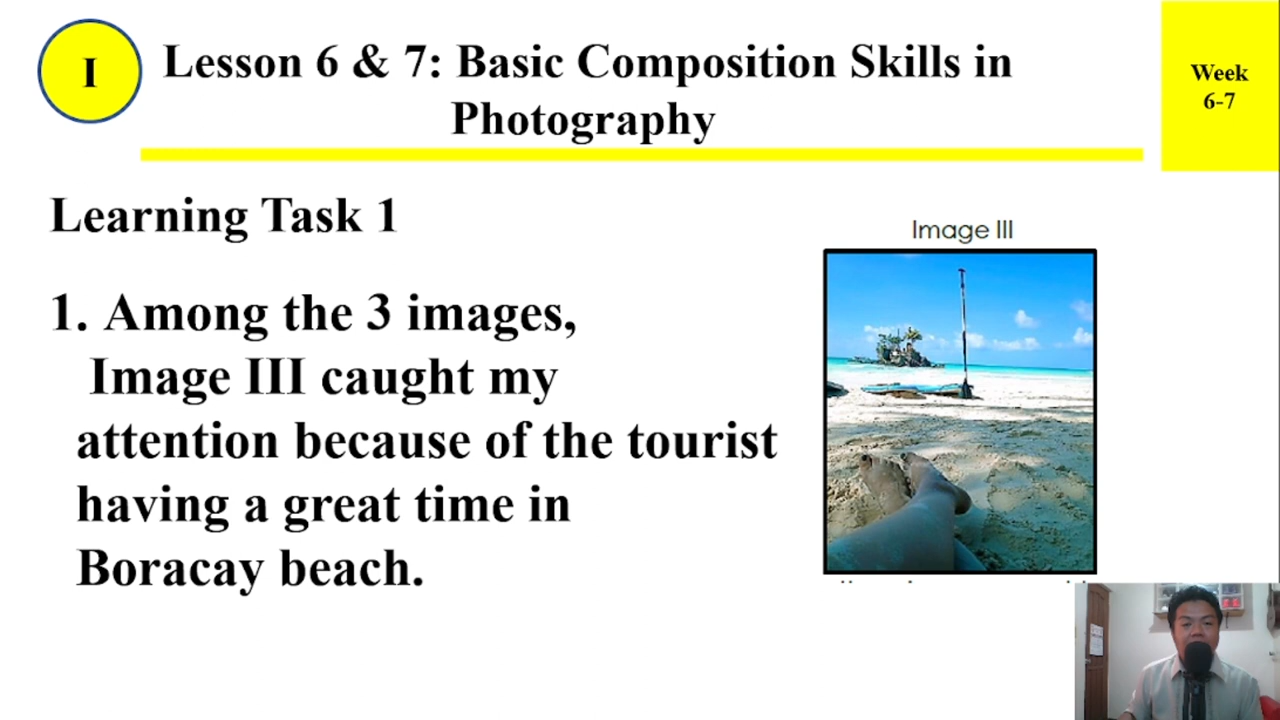 I
Lesson 6 & 7: Basic Composition Skills in
Photography
Week
6-7
Learning Task 1
1. Among the 3 images,
Image III caught my
attention because of the tourist
having a great time in
Boracay beach.
Image III